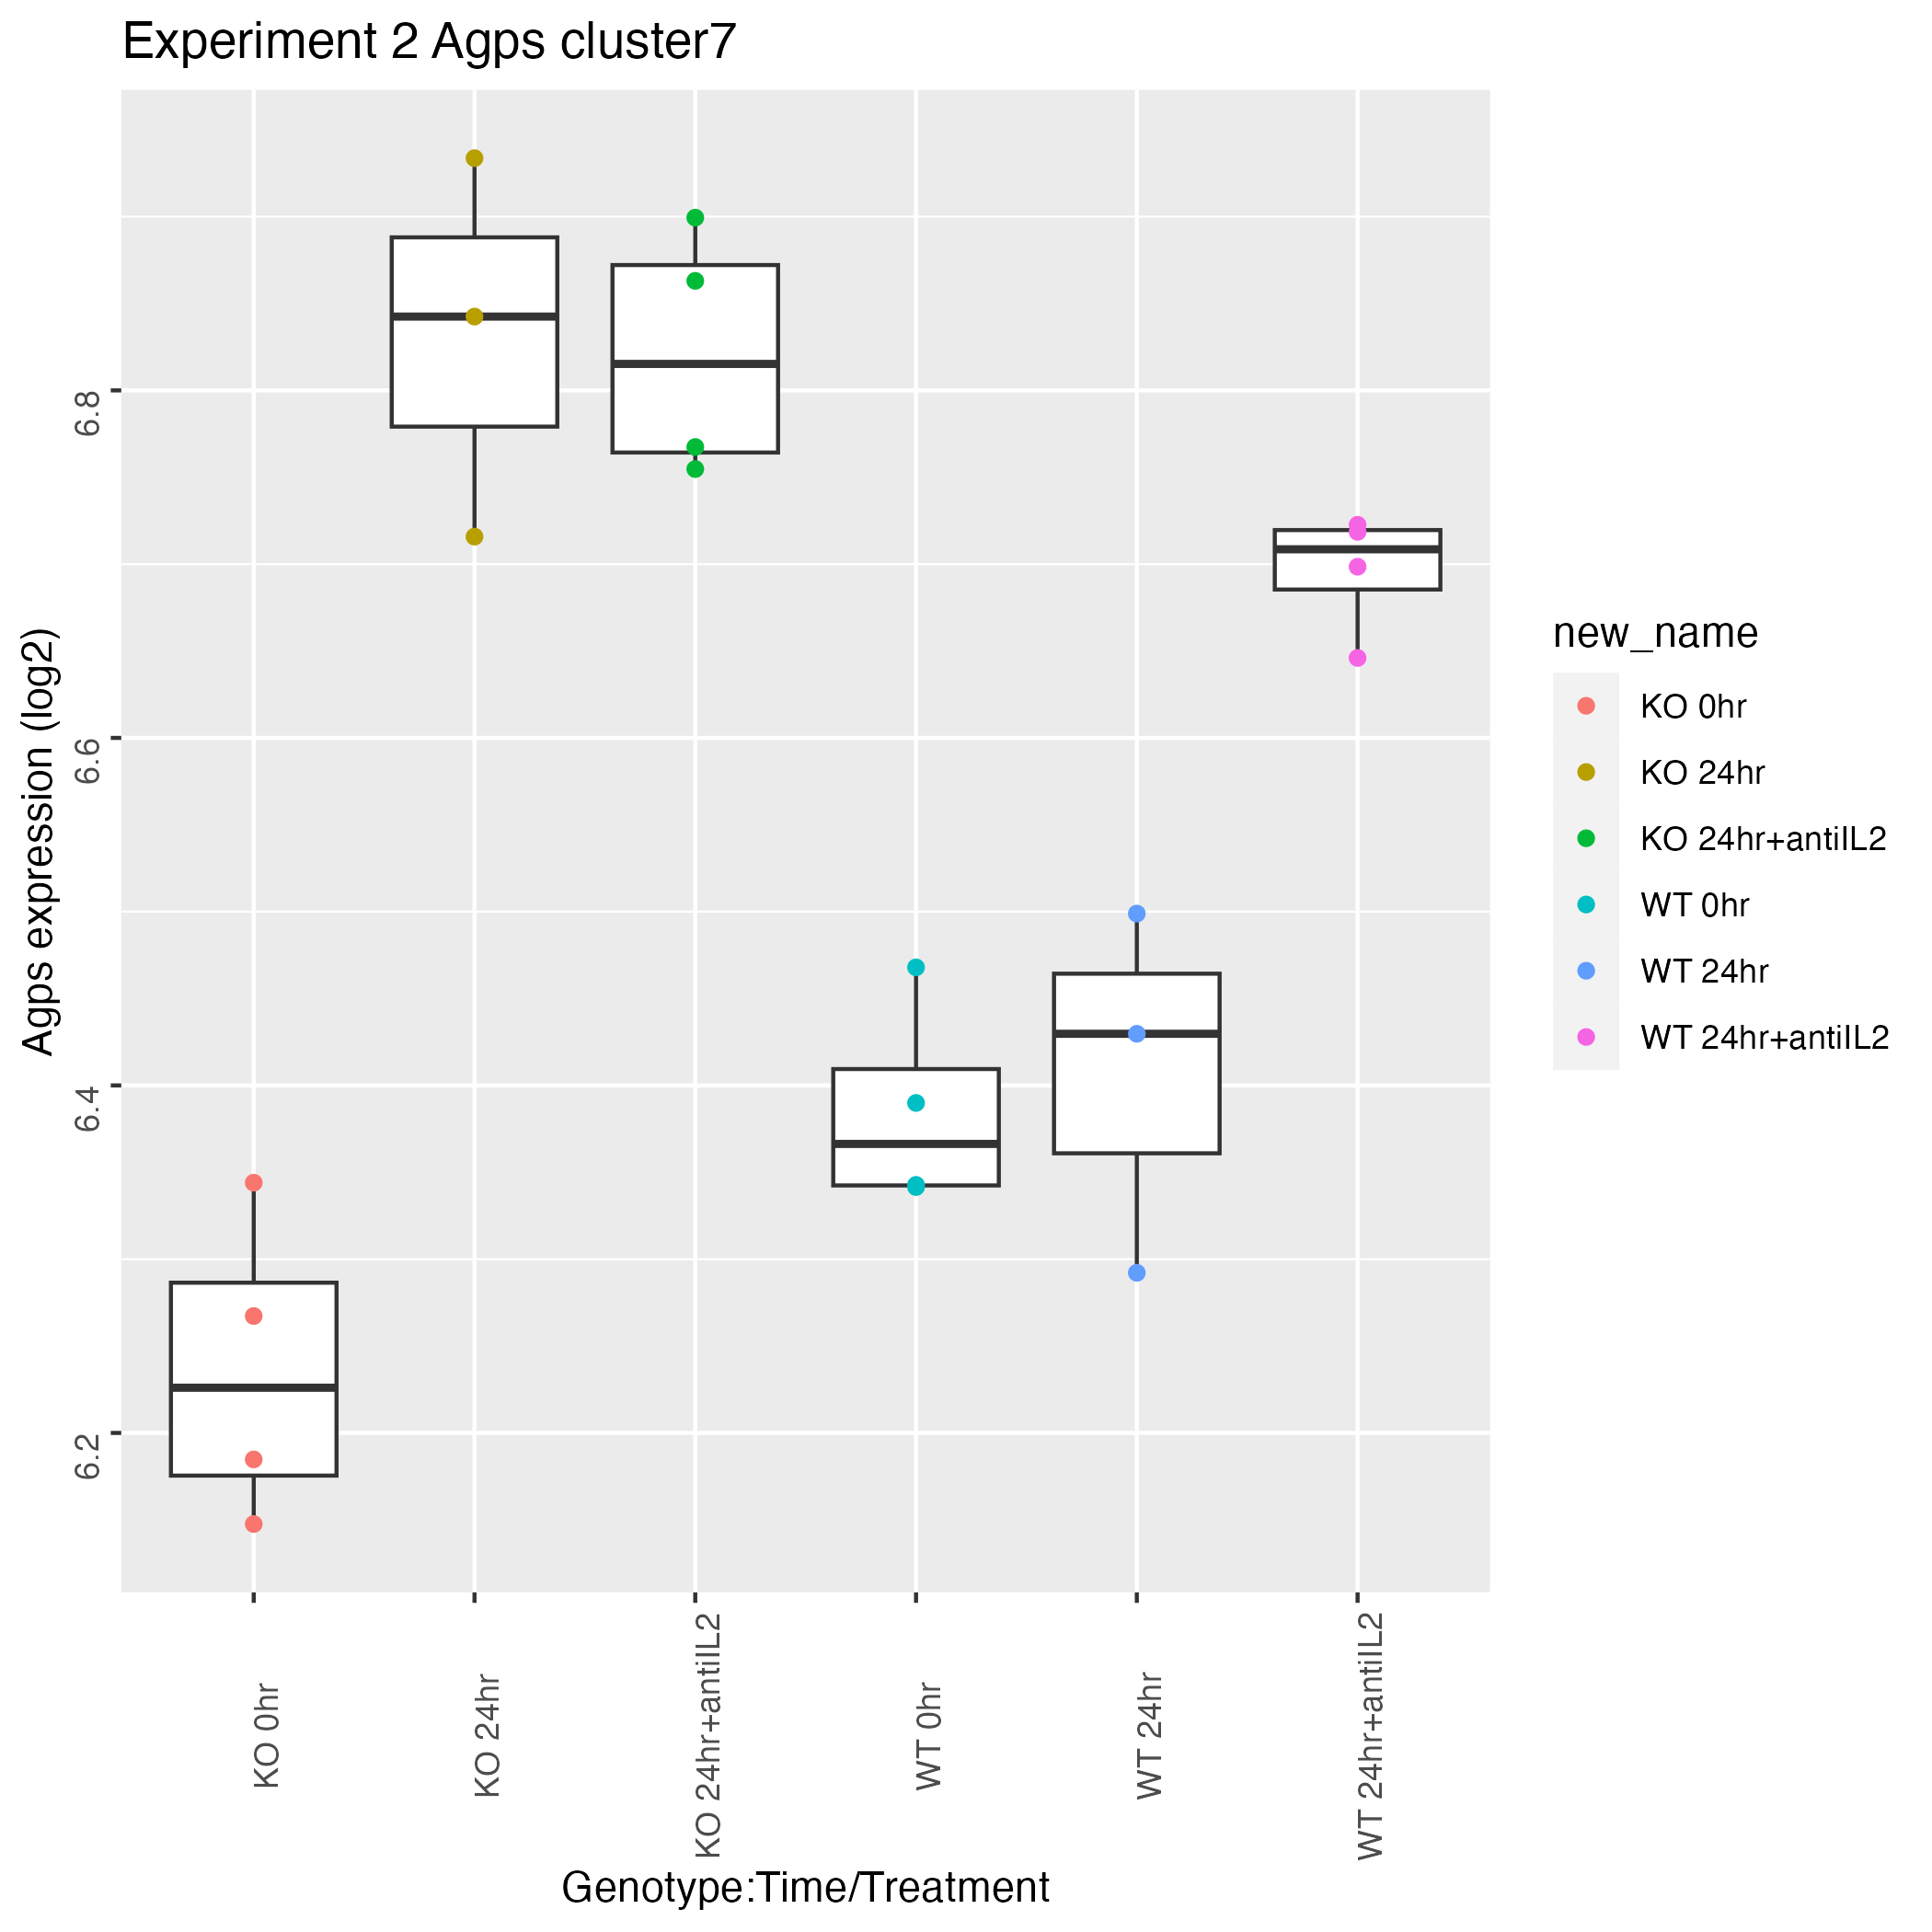 Experiment 2 Agps cluster7
Agps expression (log2)
6.8
6.6
6.4
6.2
KO 0hr
KO 24hr
KO 24hr+antiIL2
WT 0hr
WT 24hr
WT 24hr+antiIL2
Genotype:Time/Treatment
new_name
KO 0hr
KO 24hr
KO 24hr+antiIL2
WT 0hr
WT 24hr
WT 24hr+antiIL2